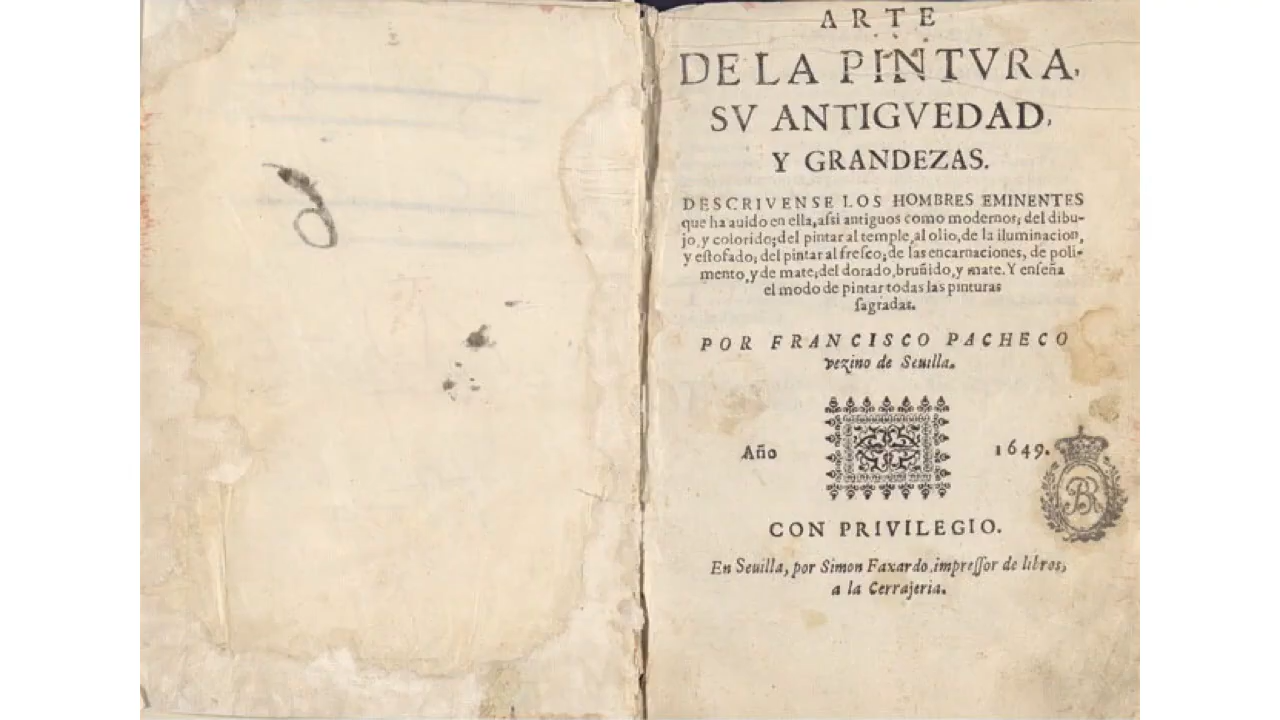 ARTE
DE LA PINTVRA,
SV ANTIGVEDAD,
Y GRANDEZAS.
DESCRIVENSE LOS HOMBRES EMINENTES
que ha auido en ella, assi antiguos como modernos; del dibu-
jo, y colorido; del pintar al temple, al olio, de la iluminacion,
y estofado; del pintar al fresco; de las encarnaciones, de poli-
mento, y de mate; del dorado, bruñido, y mate. Y enseña
el modo de pintar todas las pinturas
sagradas.
POR FRANCISCO PACHECO
vezino de Seuilla.
Año 1649.
BR
CON PRIVILEGIO.
En Seuilla, por Simon Faxardo, impressor de libros,
a la Cerrajeria.